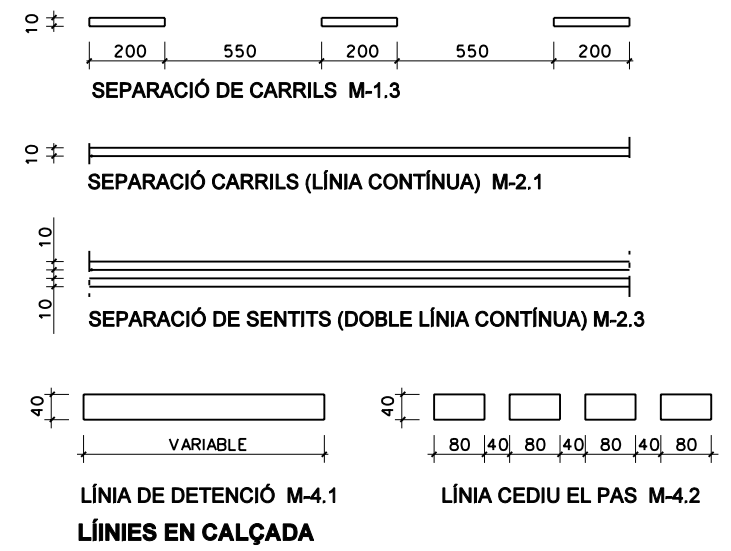 10
200 550 200 550 200
SEPARACIÓ DE CARRILS M-1.3
10
SEPARACIÓ CARRILS (LÍNIA CONTÍNUA) M-2.1
10
10
SEPARACIÓ DE SENTITS (DOBLE LÍNIA CONTÍNUA) M-2.3
40
VARIABLE
LÍNIA DE DETENCIÓ M-4.1
40
80 40 80 40 80 40 80
LÍNIA CEDIU EL PAS M-4.2
LÍINIES EN CALÇADA